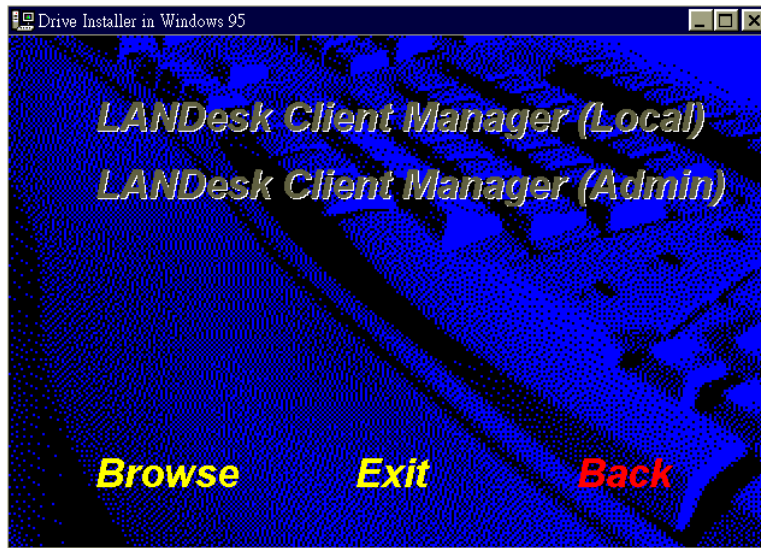 Drive Installer in Windows 95
LANDesk Client Manager (Local)
LANDesk Client Manager (Admin)
Browse Exit Back